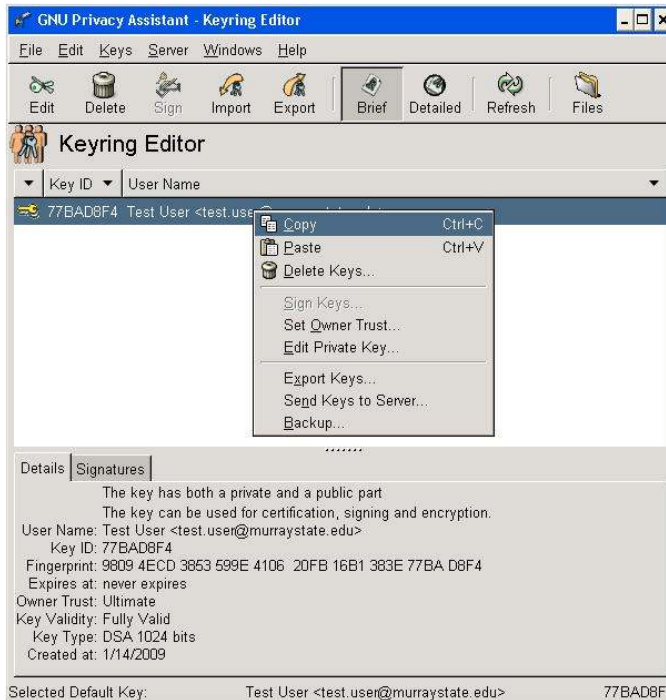 GNU Privacy Assistant - Keyring Editor
File Edit Keys Server Windows Help
Edit Delete Sign Import Export Brief Detailed Refresh Files
Keyring Editor
Key ID User Name
77BAD8F4 Test User <test.use
Copy Ctrl+C
Paste Ctrl+V
Delete Keys...
Sign Keys...
Set Owner Trust...
Edit Private Key...
Export Keys...
Send Keys to Server...
Backup...
Details Signatures
The key has both a private and a public part
The key can be used for certification, signing and encryption.
User Name: Test User <test.user@murraystate.edu>
Key ID: 77BAD8F4
Fingerprint: 9809 4ECD 3853 599E 4106 20FB 16B1 383E 77BA D8F4
Expires at: never expires
Owner Trust: Ultimate
Key Validity: Fully Valid
Key Type: DSA 1024 bits
Created at: 1/14/2009
Selected Default Key: Test User <test.user@murraystate.edu> 77BAD8F